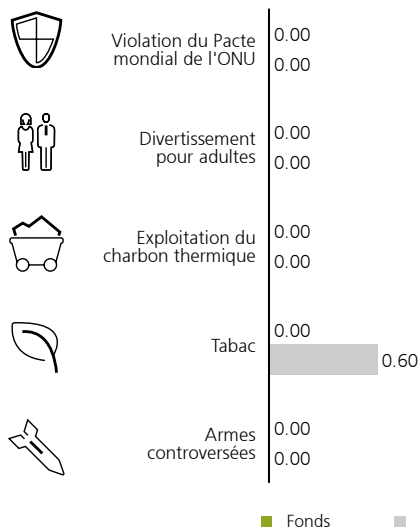 Violation du Pacte
mondial de l'ONU
0.00
0.00
Divertissement
pour adultes
0.00
0.00
Exploitation du
charbon thermique
0.00
0.00
Tabac
0.00
0.60
Armes
controversées
0.00
0.00
Fonds